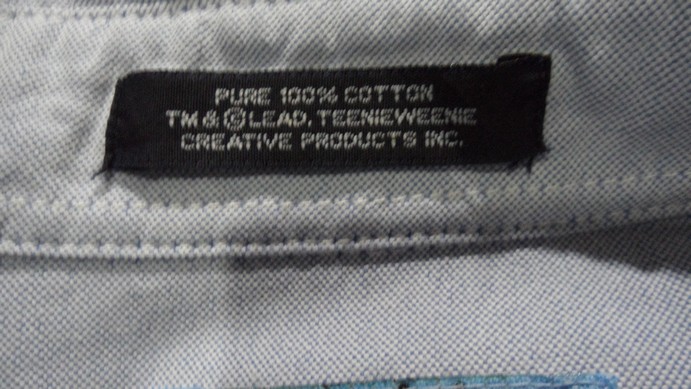 PURE 100% COTTON
TM & ©LEAD. TEENIEWEENIE
CREATIVE PRODUCTS INC.